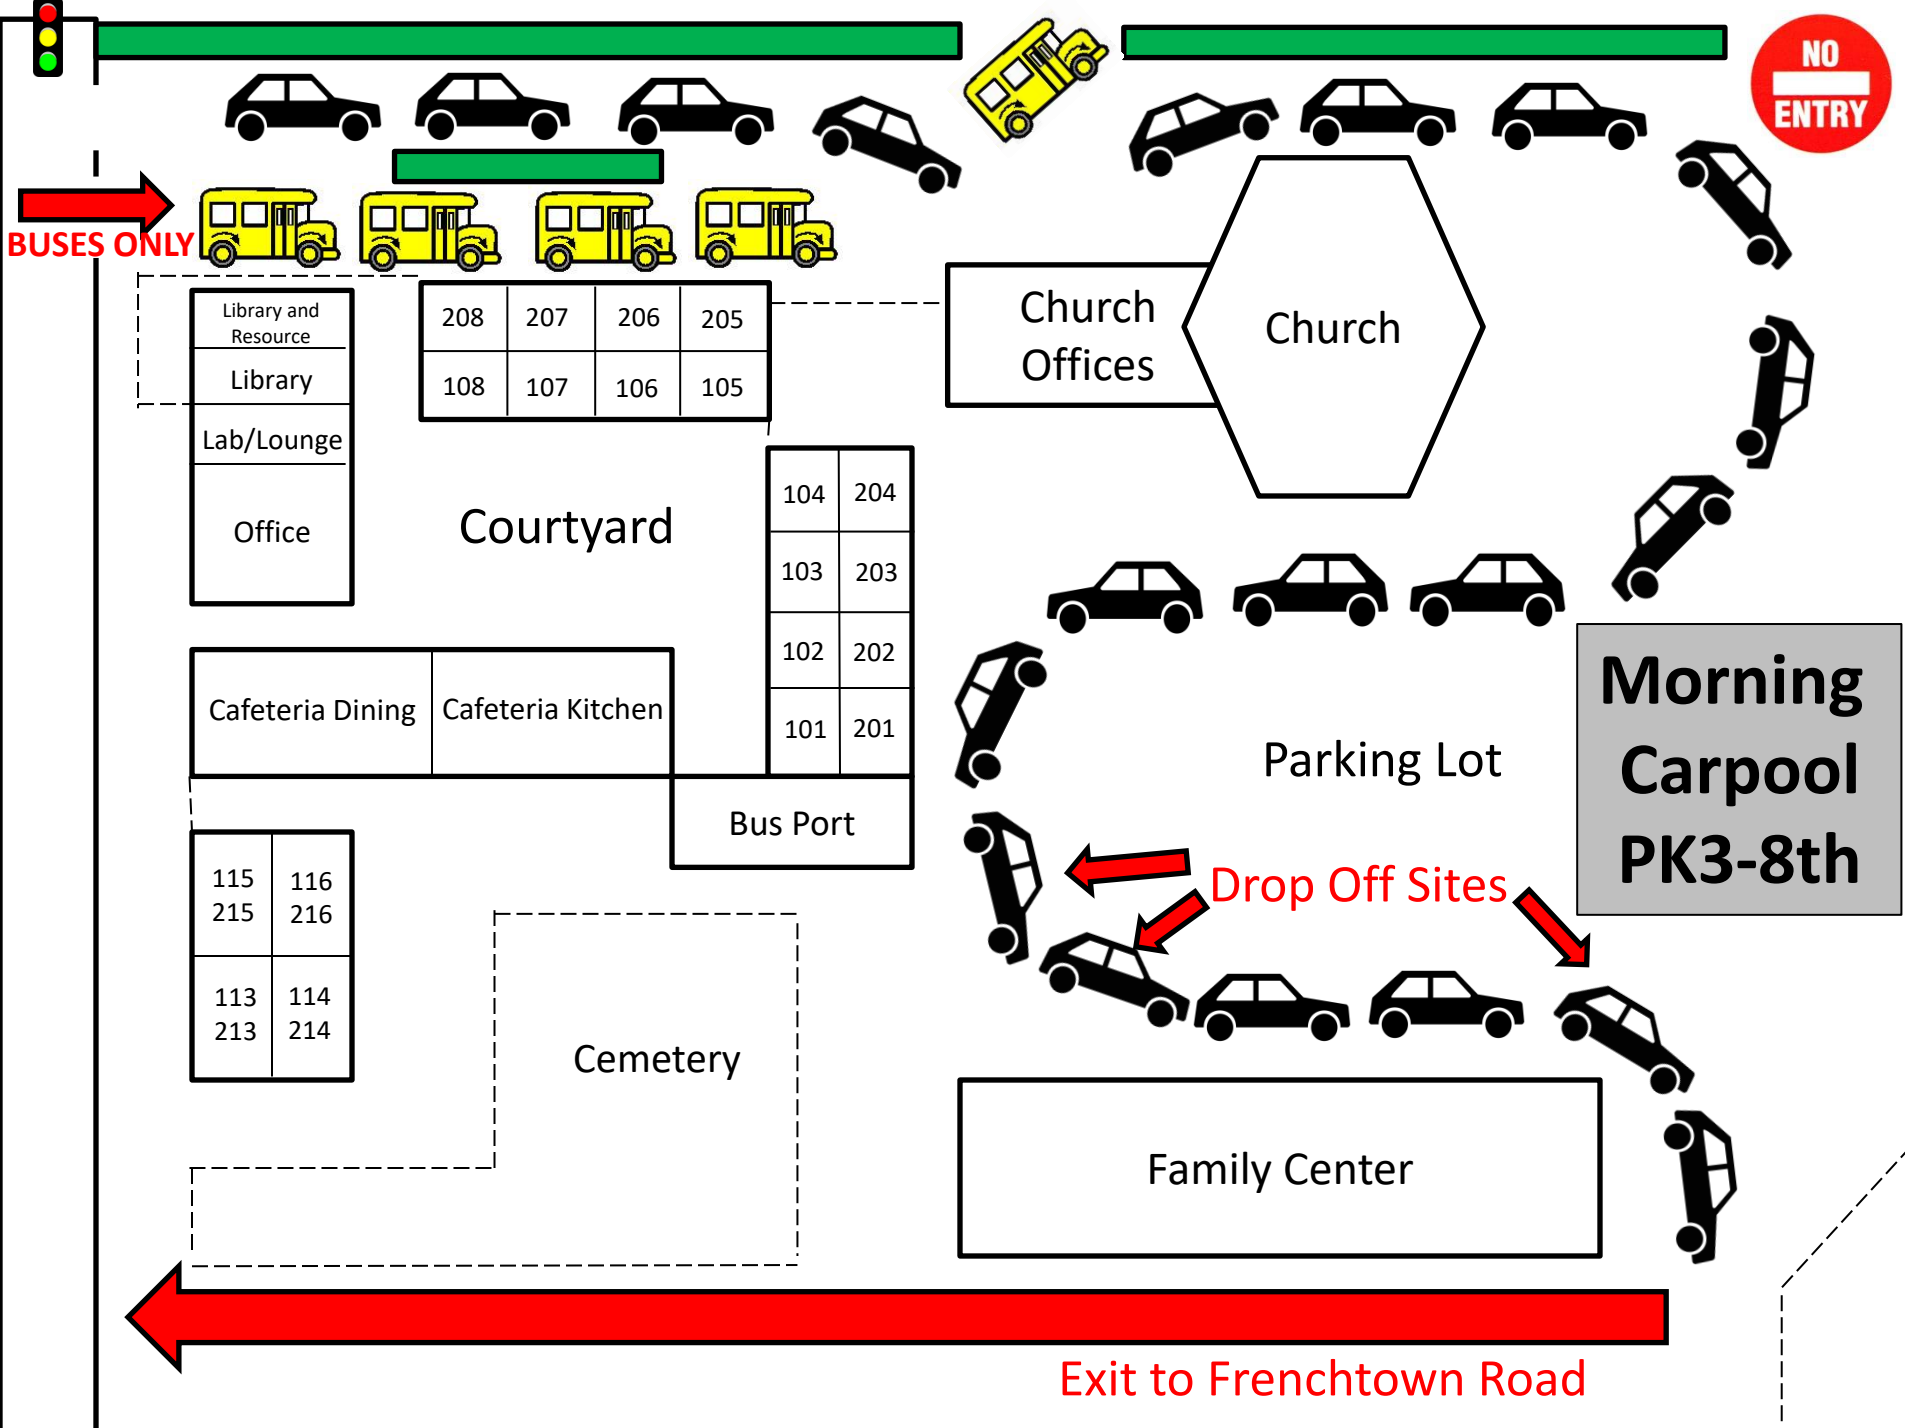 NO
ENTRY
BUSES ONLY
Library and
Resource
Library
Lab/Lounge
Office
208 207 206 205
108 107 106 105
Church
Offices
Church
Courtyard
104 204
103 203
102 202
101 201
Cafeteria Dining
Cafeteria Kitchen
Bus Port
Parking Lot
Morning
Carpool
PK3-8th
Drop Off Sites
115 116
215 216
113 114
213 214
Cemetery
Family Center
Exit to Frenchtown Road